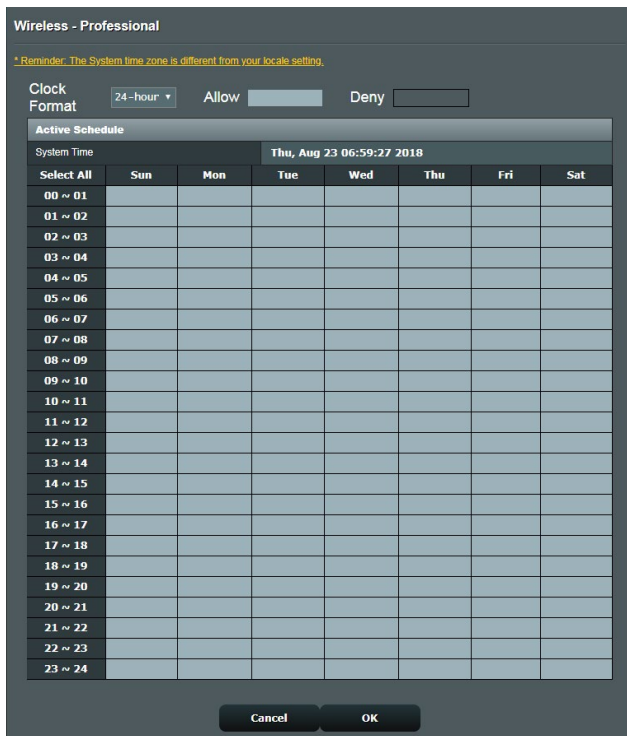 Wireless - Professional
* Reminder: The System time zone is different from your locale setting.
Clock Format 24-hour Allow Deny
Active Schedule
System Time Thu, Aug 23 06:59:27 2018
Select All Sun Mon Tue Wed Thu Fri Sat
00 ~ 01
01 ~ 02
02 ~ 03
03 ~ 04
04 ~ 05
05 ~ 06
06 ~ 07
07 ~ 08
08 ~ 09
09 ~ 10
10 ~ 11
11 ~ 12
12 ~ 13
13 ~ 14
14 ~ 15
15 ~ 16
16 ~ 17
17 ~ 18
18 ~ 19
19 ~ 20
20 ~ 21
21 ~ 22
22 ~ 23
23 ~ 24
Cancel OK